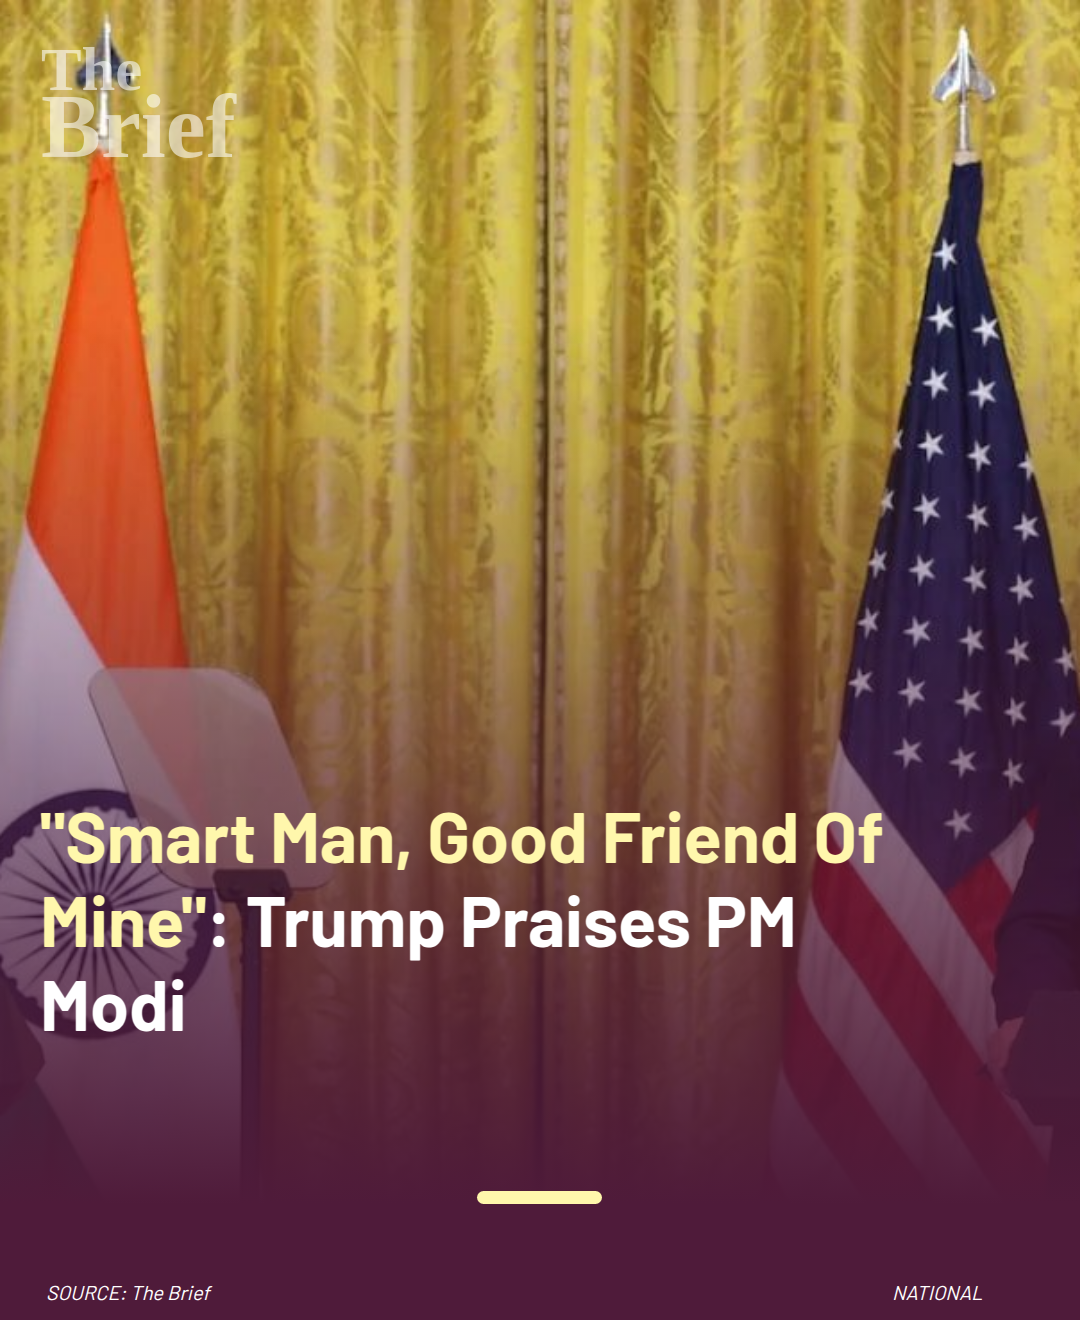 The
Brief
"Smart Man, Good Friend Of
Mine": Trump Praises PM
Modi
SOURCE: The Brief
NATIONAL